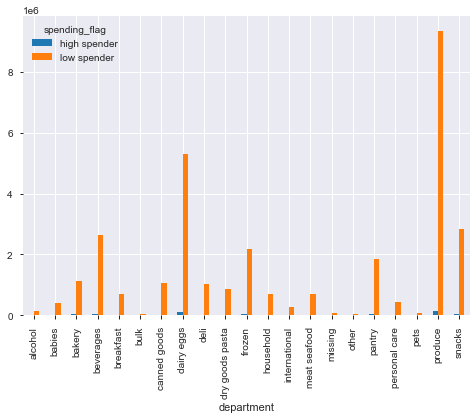 1e6
spending_flag
high spender
low spender
8
6
4
2
0
alcohol
babies
bakery
beverages
breakfast
bulk
canned goods
dairy eggs
deli
dry goods pasta
frozen
household
international
meat seafood
missing
other
pantry
personal care
pets
produce
snacks
department